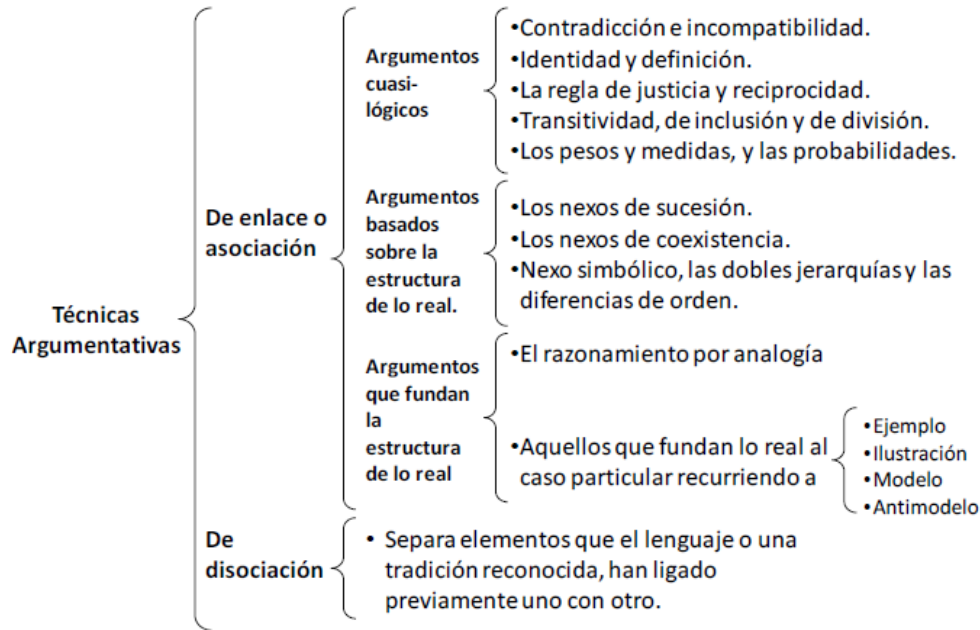 Técnicas
Argumentativas
De enlace o
asociación
Argumentos
cuasi-
lógicos
•Contradicción e incompatibilidad.
•Identidad y definición.
•La regla de justicia y reciprocidad.
•Transitividad, de inclusión y de división.
•Los pesos y medidas, y las probabilidades.
Argumentos
basados
sobre la
estructura
de lo real.
•Los nexos de sucesión.
•Los nexos de coexistencia.
•Nexo simbólico, las dobles jerarquías y las
diferencias de orden.
Argumentos
que fundan
la
estructura
de lo real
•El razonamiento por analogía
•Aquellos que fundan lo real al
caso particular recurriendo a
•Ejemplo
•Ilustración
•Modelo
•Antimodelo
De
disociación
• Separa elementos que el lenguaje o una
tradición reconocida, han ligado
previamente uno con otro.